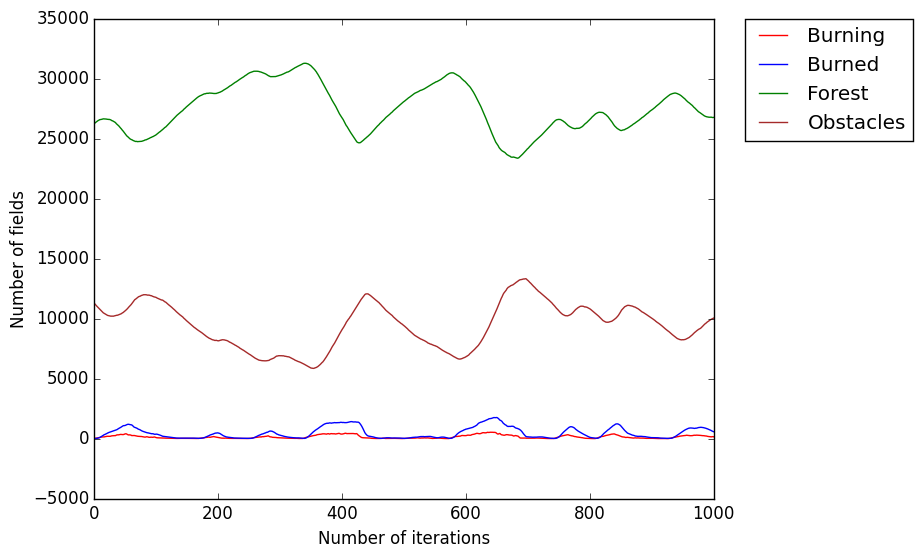 35000
30000
25000
20000
15000
10000
5000
0
−5000
Number of fields
0 200 400 600 800 1000
Number of iterations
Burning
Burned
Forest
Obstacles